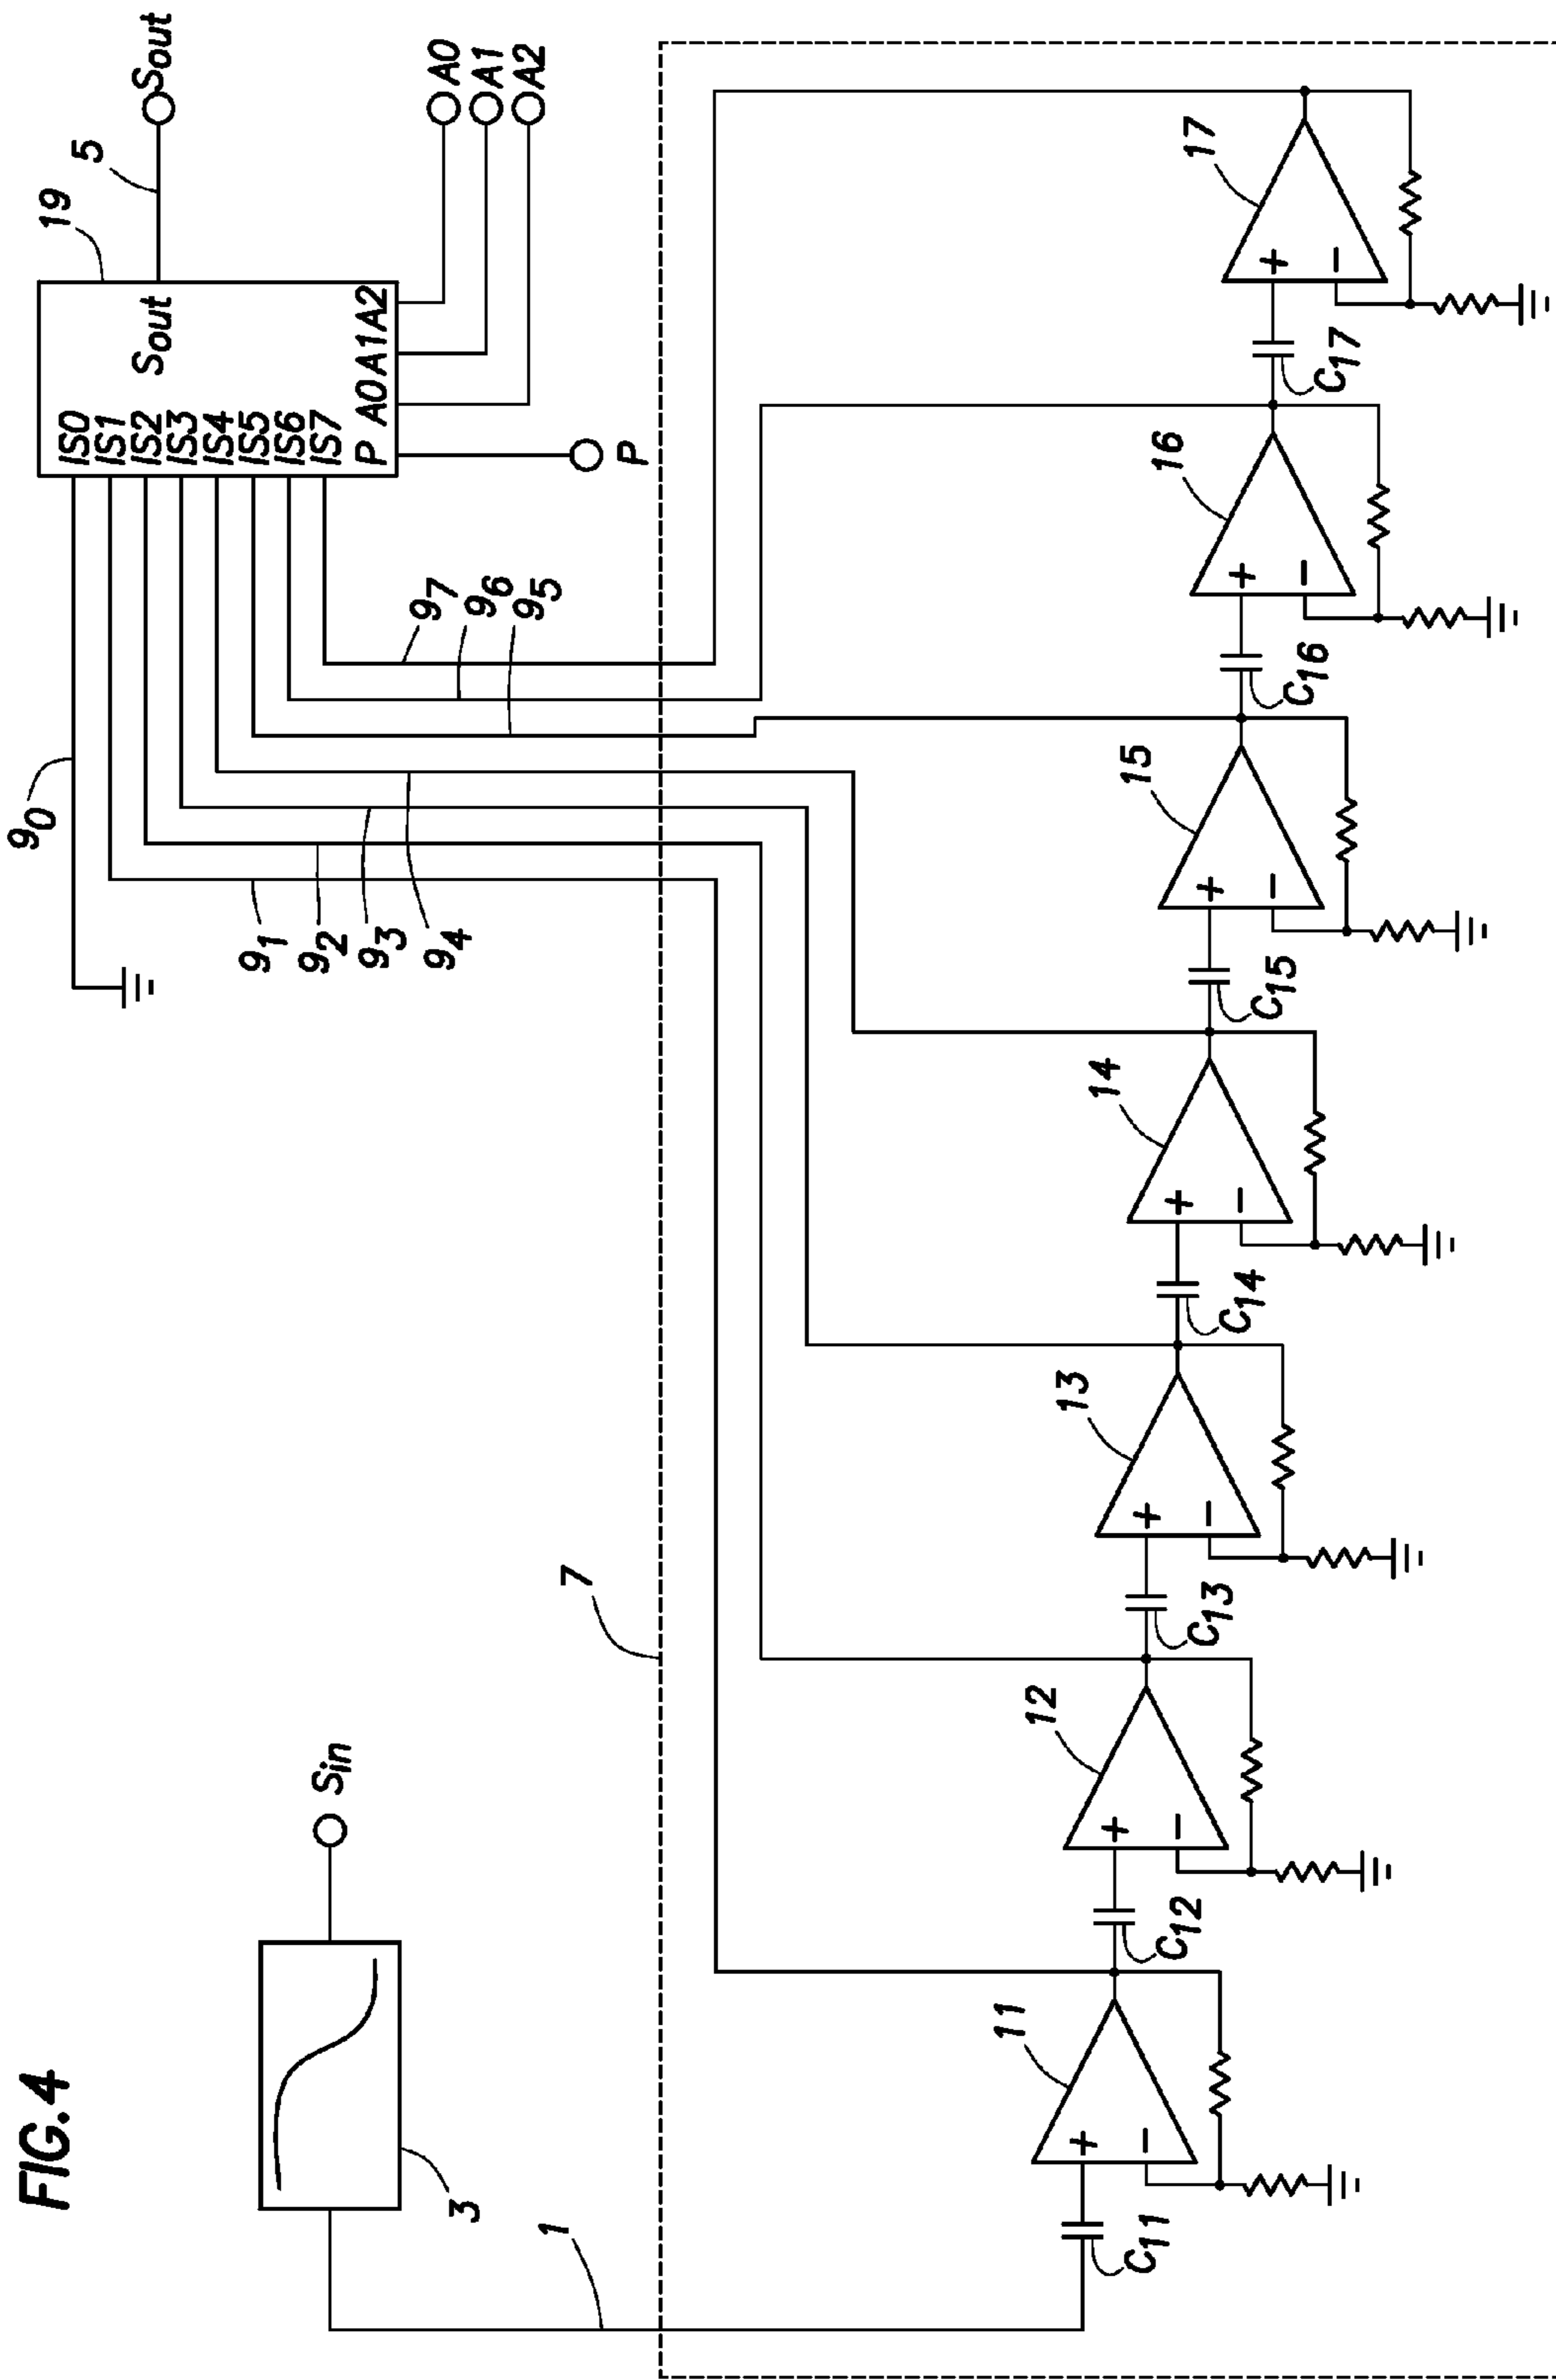 FIG. 4
Sin
3
1
7
9₀
9₁
9₂
9₃
9₄
9₇
9₆
9₅
19
5
Sout
IS0
IS1
IS2
IS3
IS4
IS5
IS6
IS7
Sout
P A0 A1 A2
P
A0
A1
A2
11
12
13
14
15
16
17
+
−
+
−
+
−
+
−
+
−
+
−
+
−
C11
C12
C13
C14
C15
C16
C17